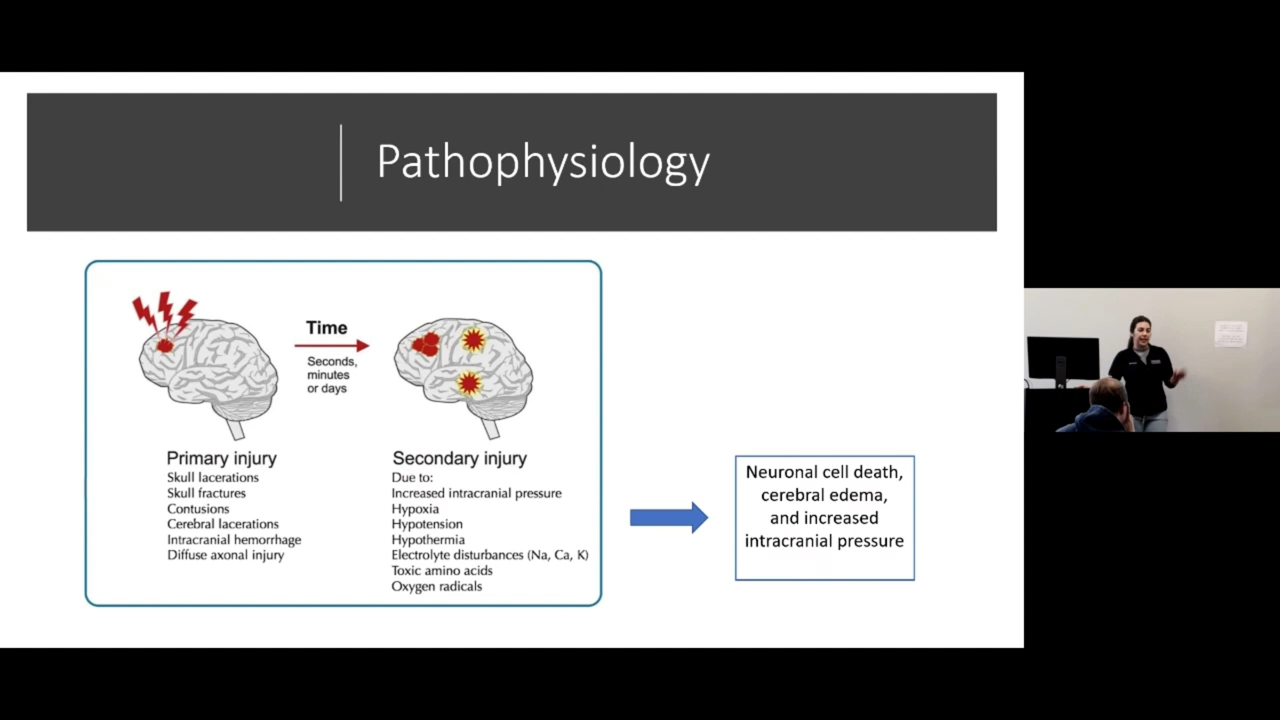 Pathophysiology
Time
Seconds,
minutes
or days
Primary injury
Skull lacerations
Skull fractures
Contusions
Cerebral lacerations
Intracranial hemorrhage
Diffuse axonal injury
Secondary injury
Due to:
Increased intracranial pressure
Hypoxia
Hypotension
Hypothermia
Electrolyte disturbances (Na, Ca, K)
Toxic amino acids
Oxygen radicals
Neuronal cell death,
cerebral edema,
and increased
intracranial pressure